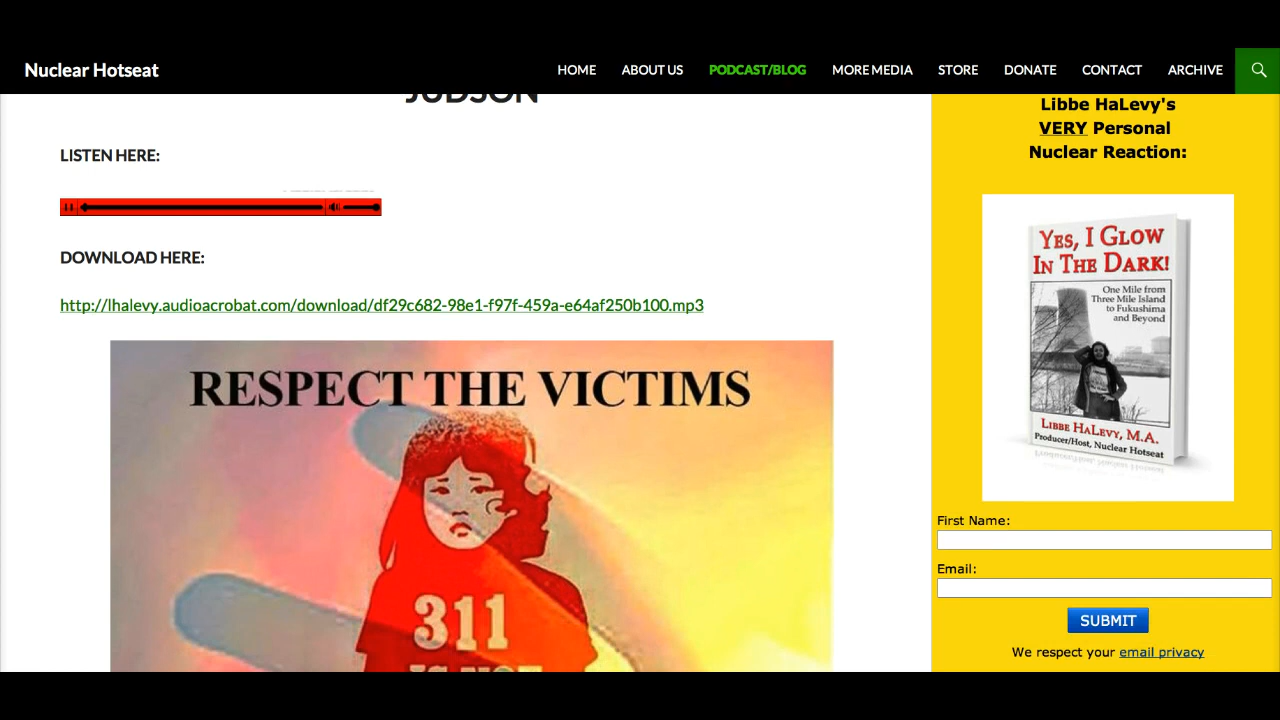 Nuclear Hotseat
HOME ABOUT US PODCAST/BLOG MORE MEDIA STORE DONATE CONTACT ARCHIVE
JUDSON
LISTEN HERE:
DOWNLOAD HERE:
http://lhalevy.audioacrobat.com/download/df29c682-98e1-f97f-459a-e64af250b100.mp3
RESPECT THE VICTIMS
311
IS NOT
Libbe HaLevy's
VERY Personal
Nuclear Reaction:
YES, I GLOW
IN THE DARK!
One Mile from
Three Mile Island
to Fukushima
and Beyond
LIBBE HALEVY, M.A.
Producer/Host, Nuclear Hotseat
First Name:
Email:
SUBMIT
We respect your email privacy